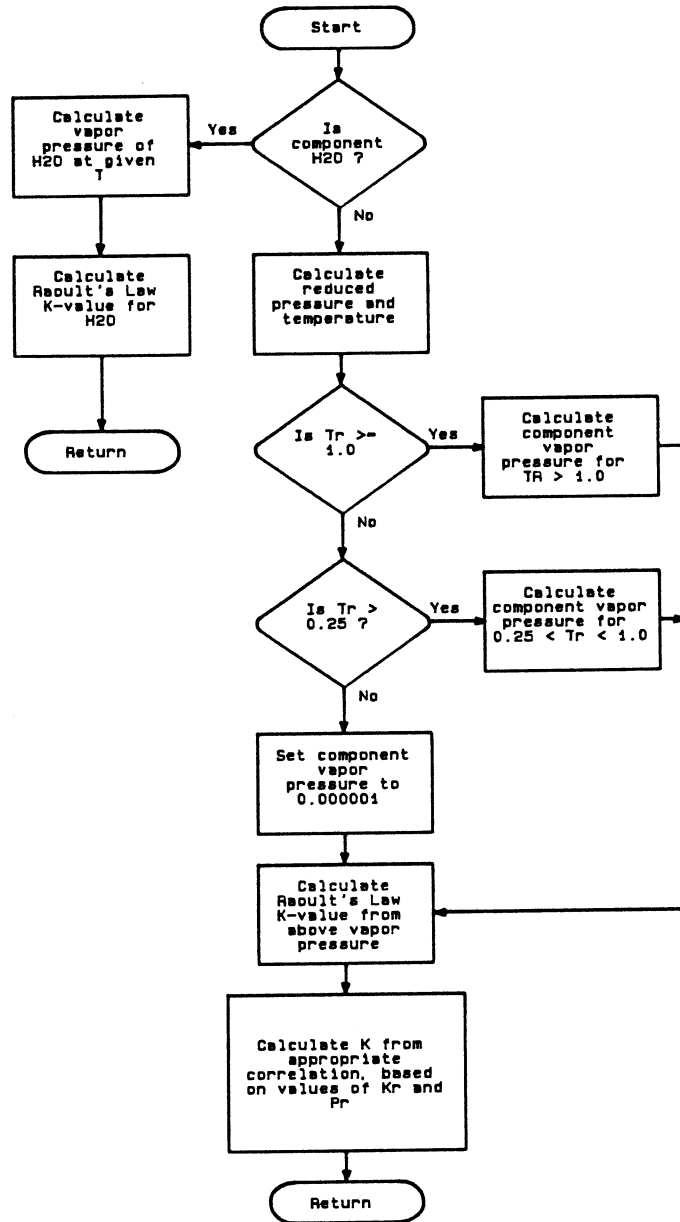 Start
Is
component
H2O ?
Yes
Calculate
vapor
pressure of
H2O at given
T
Calculate
Raoult's Law
K-value for
H2O
Return
No
Calculate
reduced
pressure and
temperature
Is Tr >=
1.0
Yes
Calculate
component
vapor
pressure for
TR > 1.0
No
Is Tr >
0.25 ?
Yes
Calculate
component vapor
pressure for
0.25 < Tr < 1.0
No
Set component
vapor
pressure to
0.000001
Calculate
Raoult's Law
K-value from
above vapor
pressure
Calculate K from
appropriate
correlation, based
on values of Kr and
Pr
Return